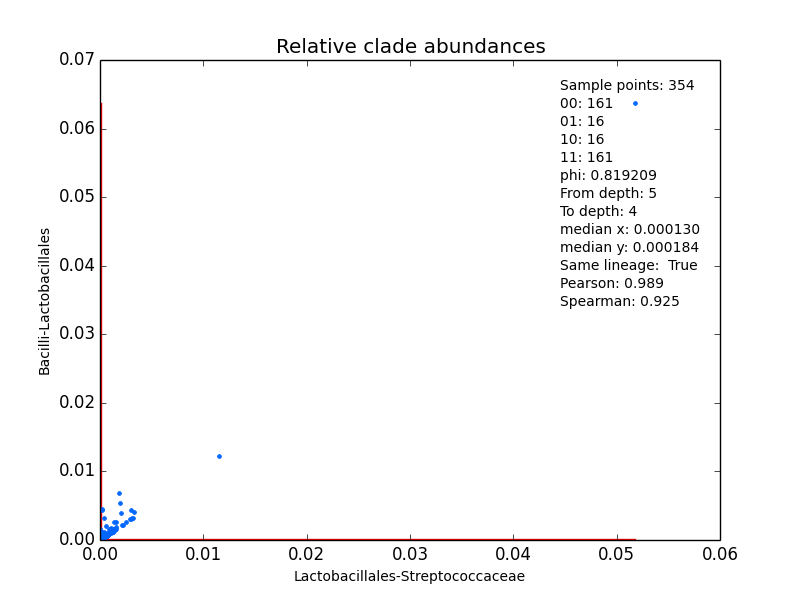 Relative clade abundances
0.07
0.06
0.05
0.04
0.03
0.02
0.01
0.00
Bacilli-Lactobacillales
Sample points: 354
00: 161
01: 16
10: 16
11: 161
phi: 0.819209
From depth: 5
To depth: 4
median x: 0.000130
median y: 0.000184
Same lineage:  True
Pearson: 0.989
Spearman: 0.925
0.00 0.01 0.02 0.03 0.04 0.05 0.06
Lactobacillales-Streptococcaceae